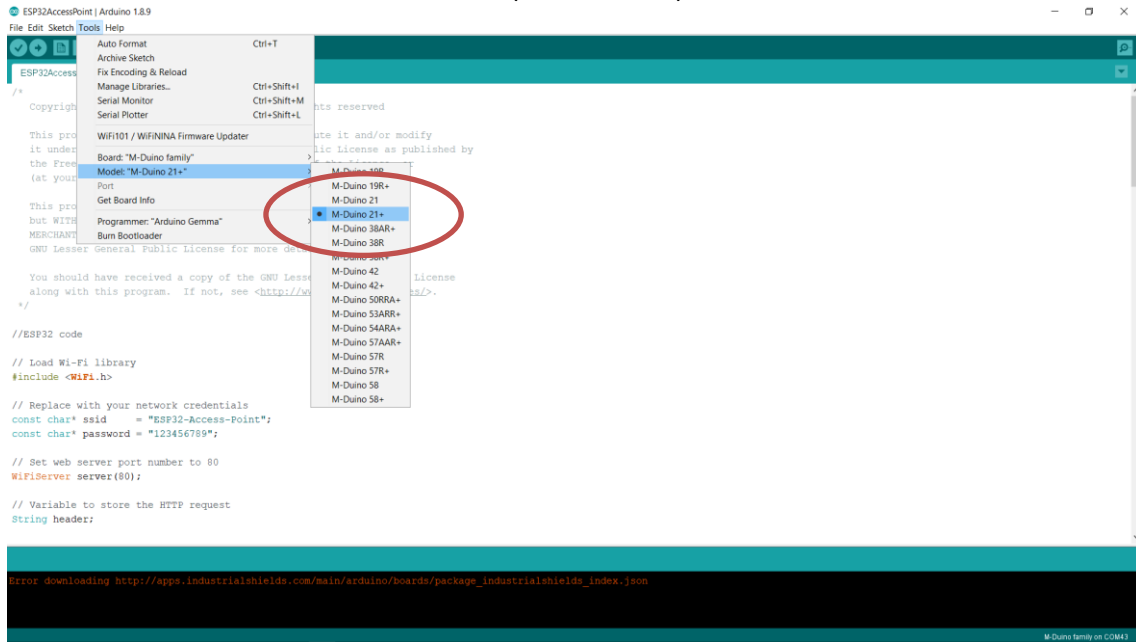 ESP32AccessPoint | Arduino 1.8.9
File Edit Sketch Tools Help
Auto Format Ctrl+T
Archive Sketch
Fix Encoding & Reload
Manage Libraries... Ctrl+Shift+I
Serial Monitor Ctrl+Shift+M
Serial Plotter Ctrl+Shift+L
WiFi101 / WiFiNINA Firmware Updater
Board: "M-Duino family"
Model: "M-Duino 21+"
Port
Get Board Info
Programmer: "Arduino Gemma"
Burn Bootloader
M-Duino 19R
M-Duino 19R+
M-Duino 21
M-Duino 21+
M-Duino 38AR+
M-Duino 38R
M-Duino 38R+
M-Duino 42
M-Duino 42+
M-Duino 50RRA+
M-Duino 53ARR+
M-Duino 54ARA+
M-Duino 57AAR+
M-Duino 57R
M-Duino 57R+
M-Duino 58
M-Duino 58+
ESP32Access
/*
Copyrigh hts reserved
This pro ute it and/or modify
it under lic License as published by
the Free
(at your
This pro
but WITH
MERCHANT
GNU Lesser General Public License for more
You should have received a copy of the GNU Less License
along with this program. If not, see <http://w es/>.
*/
//ESP32 code
// Load Wi-Fi library
#include <WiFi.h>
// Replace with your network credentials
const char* ssid = "ESP32-Access-Point";
const char* password = "123456789";
// Set web server port number to 80
WiFiServer server(80);
// Variable to store the HTTP request
String header;
Error downloading http://apps.industrialshields.com/main/arduino/boards/package_industrialshields_index.json
M-Duino family on COM43